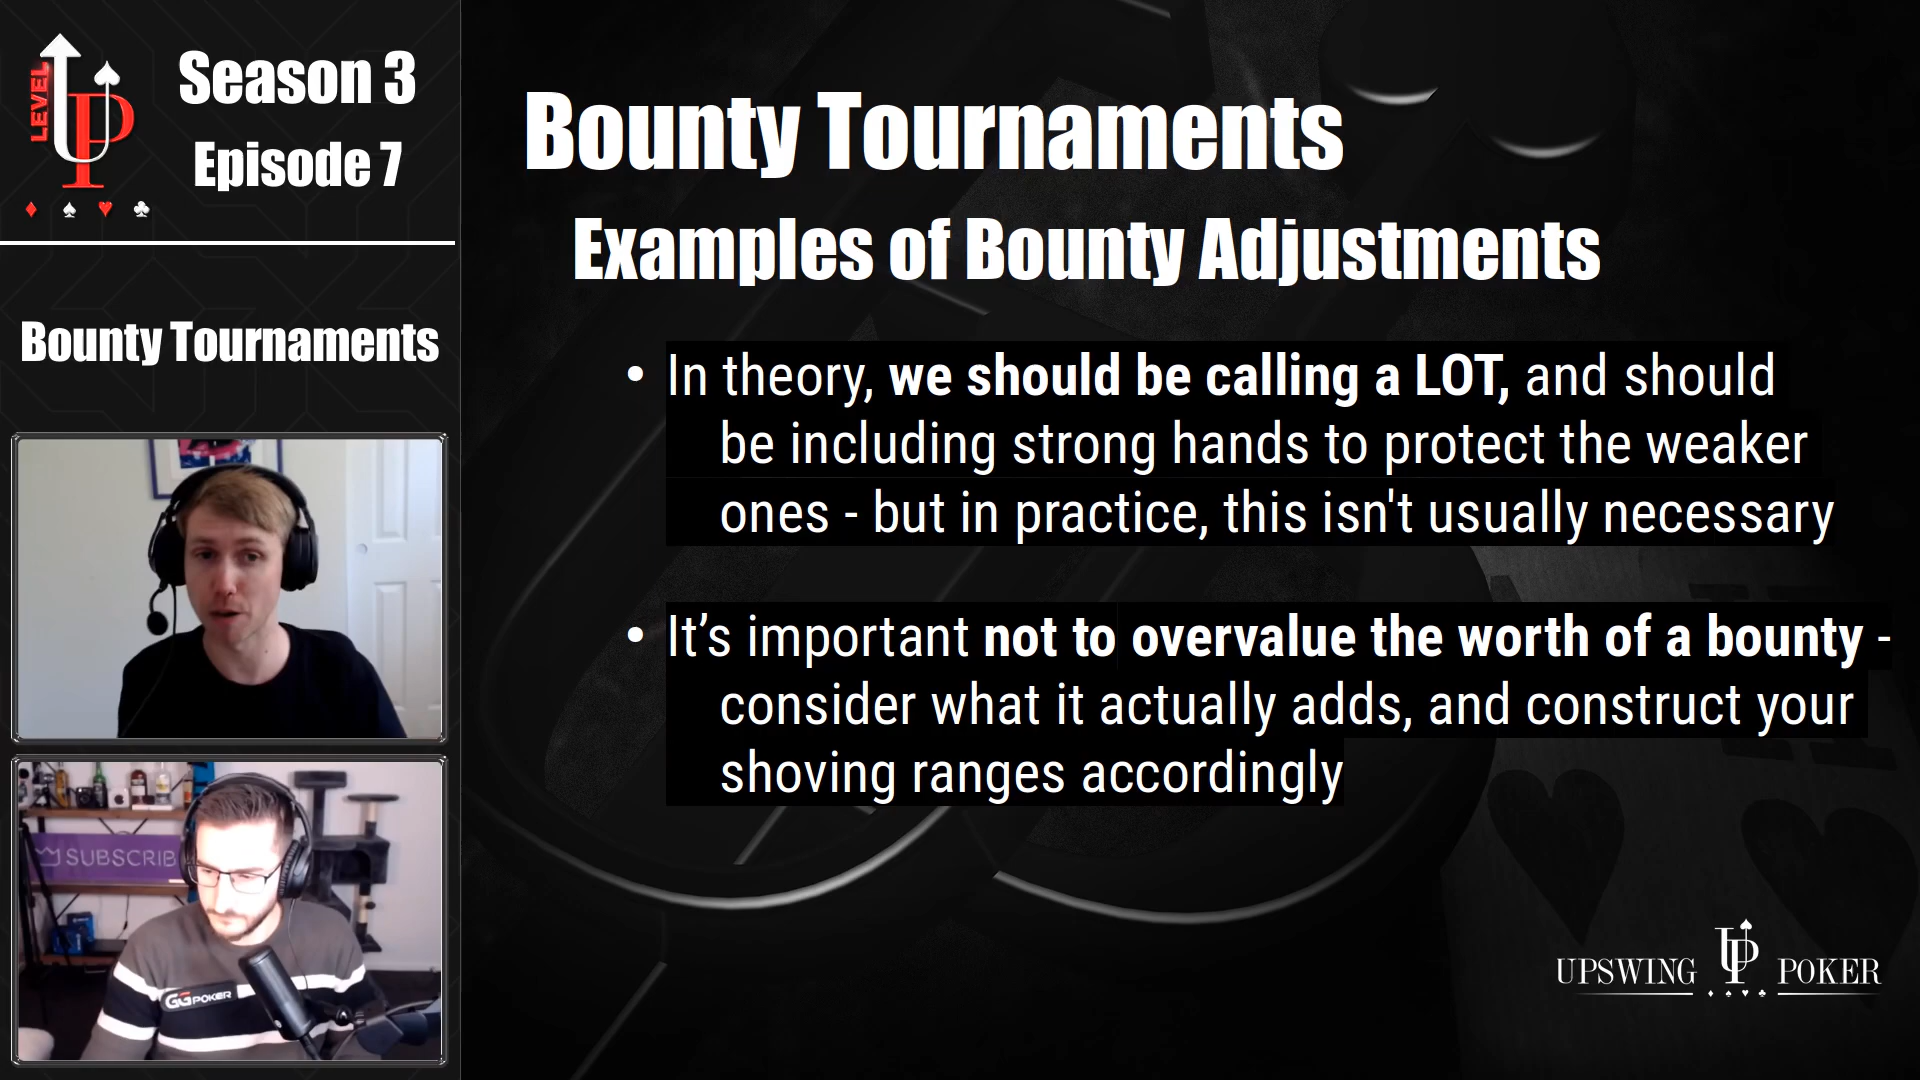 LEVEL
UP
Season 3
Episode 7
Bounty Tournaments
SUBSCRIB
GGPOKER
Bounty Tournaments
Examples of Bounty Adjustments
• In theory, we should be calling a LOT, and should
be including strong hands to protect the weaker
ones - but in practice, this isn't usually necessary
• It’s important not to overvalue the worth of a bounty -
consider what it actually adds, and construct your
shoving ranges accordingly
UPSWING UP POKER